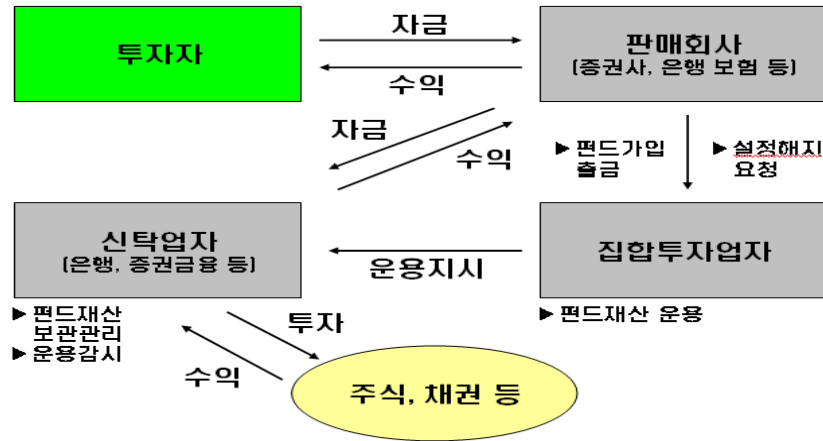 투자자
자금
수익
판매회사
(증권사, 은행 보험 등)
자금
수익
▶ 펀드가입
출금
▶ 설정해지
요청
신탁업자
(은행, 증권금융 등)
운용지시
집합투자업자
▶ 펀드재산
보관관리
▶ 운용감시
▶ 펀드재산 운용
투자
수익
주식, 채권 등